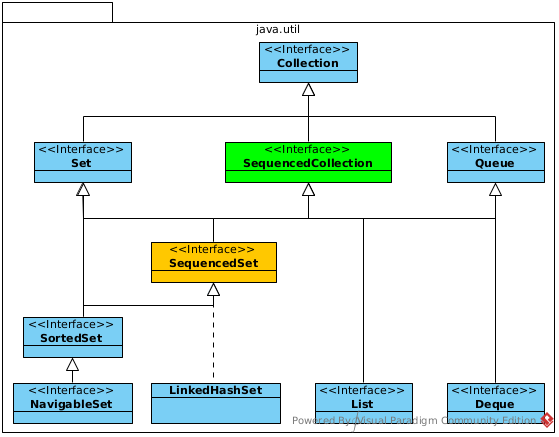 java.util
<<Interface>>
Collection
<<Interface>>
Set
<<Interface>>
SequencedCollection
<<Interface>>
Queue
<<Interface>>
SequencedSet
<<Interface>>
SortedSet
<<Interface>>
NavigableSet
LinkedHashSet
<<Interface>>
List
<<Interface>>
Deque
Powered By Visual Paradigm Community Edition